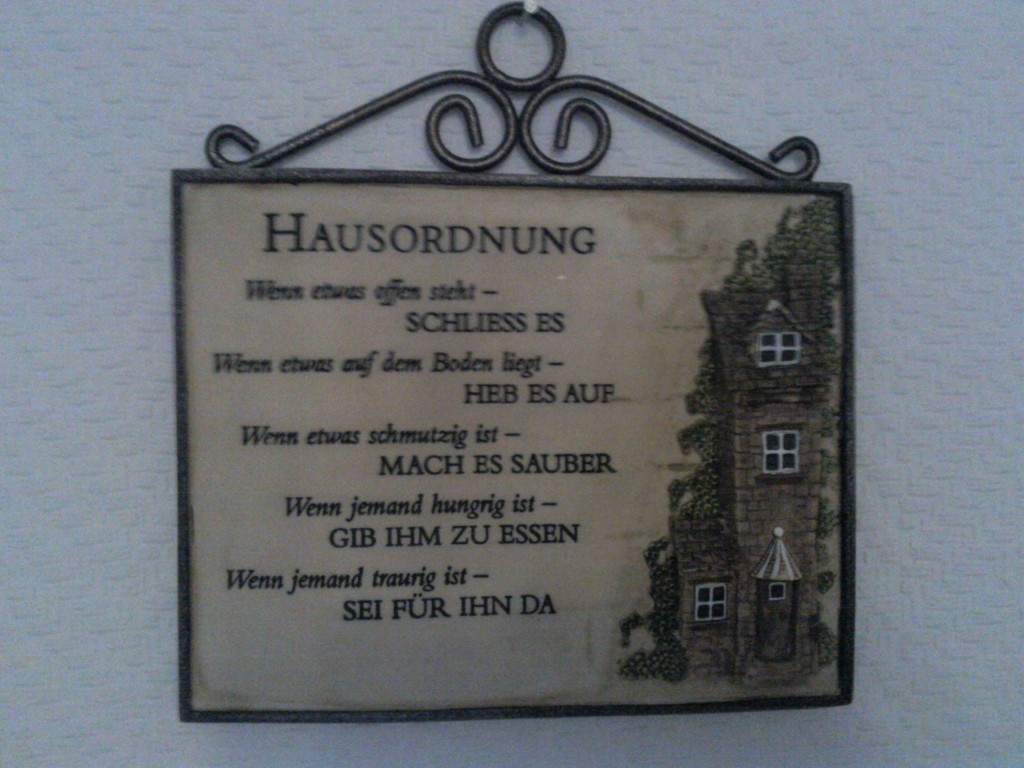 HAUSORDNUNG
Wenn etwas offen steht –
SCHLIESS ES
Wenn etwas auf dem Boden liegt –
HEB ES AUF
Wenn etwas schmutzig ist –
MACH ES SAUBER
Wenn jemand hungrig ist –
GIB IHM ZU ESSEN
Wenn jemand traurig ist –
SEI FÜR IHN DA